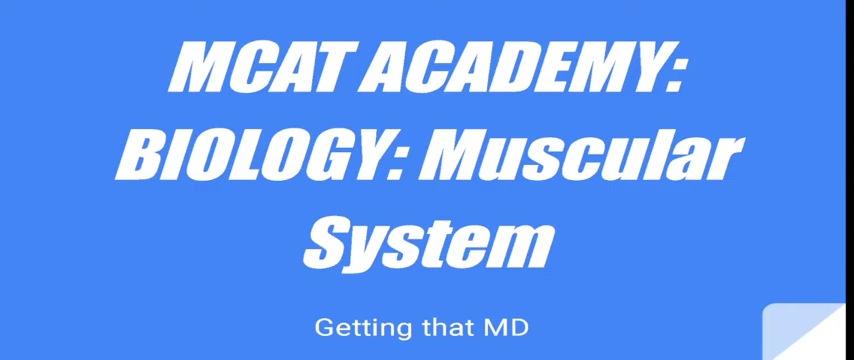 MCAT ACADEMY:
BIOLOGY: Muscular
System
Getting that MD